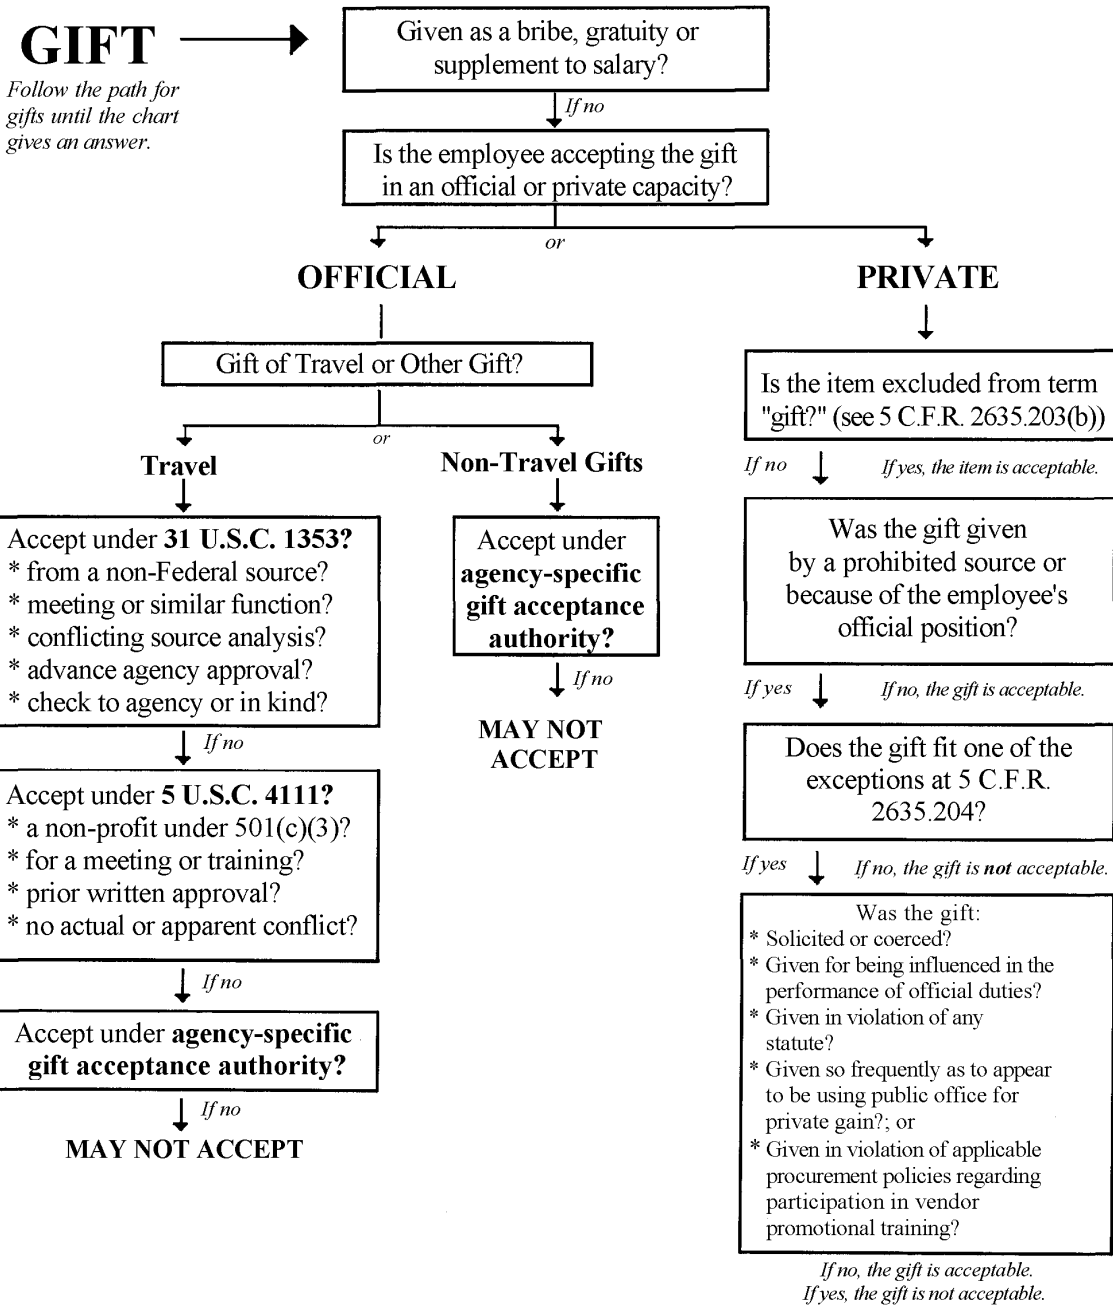 GIFT
Follow the path for
gifts until the chart
gives an answer.
Given as a bribe, gratuity or
supplement to salary?
If no
Is the employee accepting the gift
in an official or private capacity?
or
OFFICIAL
PRIVATE
Gift of Travel or Other Gift?
or
Travel
Non-Travel Gifts
Accept under 31 U.S.C. 1353?
* from a non-Federal source?
* meeting or similar function?
* conflicting source analysis?
* advance agency approval?
* check to agency or in kind?
If no
Accept under 5 U.S.C. 4111?
* a non-profit under 501(c)(3)?
* for a meeting or training?
* prior written approval?
* no actual or apparent conflict?
If no
Accept under agency-specific
gift acceptance authority?
If no
MAY NOT ACCEPT
Accept under
agency-specific
gift acceptance
authority?
If no
MAY NOT
ACCEPT
Is the item excluded from term
"gift?" (see 5 C.F.R. 2635.203(b))
If no
If yes, the item is acceptable.
Was the gift given
by a prohibited source or
because of the employee's
official position?
If yes
If no, the gift is acceptable.
Does the gift fit one of the
exceptions at 5 C.F.R.
2635.204?
If yes
If no, the gift is not acceptable.
Was the gift:
* Solicited or coerced?
* Given for being influenced in the
performance of official duties?
* Given in violation of any
statute?
* Given so frequently as to appear
to be using public office for
private gain?; or
* Given in violation of applicable
procurement policies regarding
participation in vendor
promotional training?
If no, the gift is acceptable.
If yes, the gift is not acceptable.